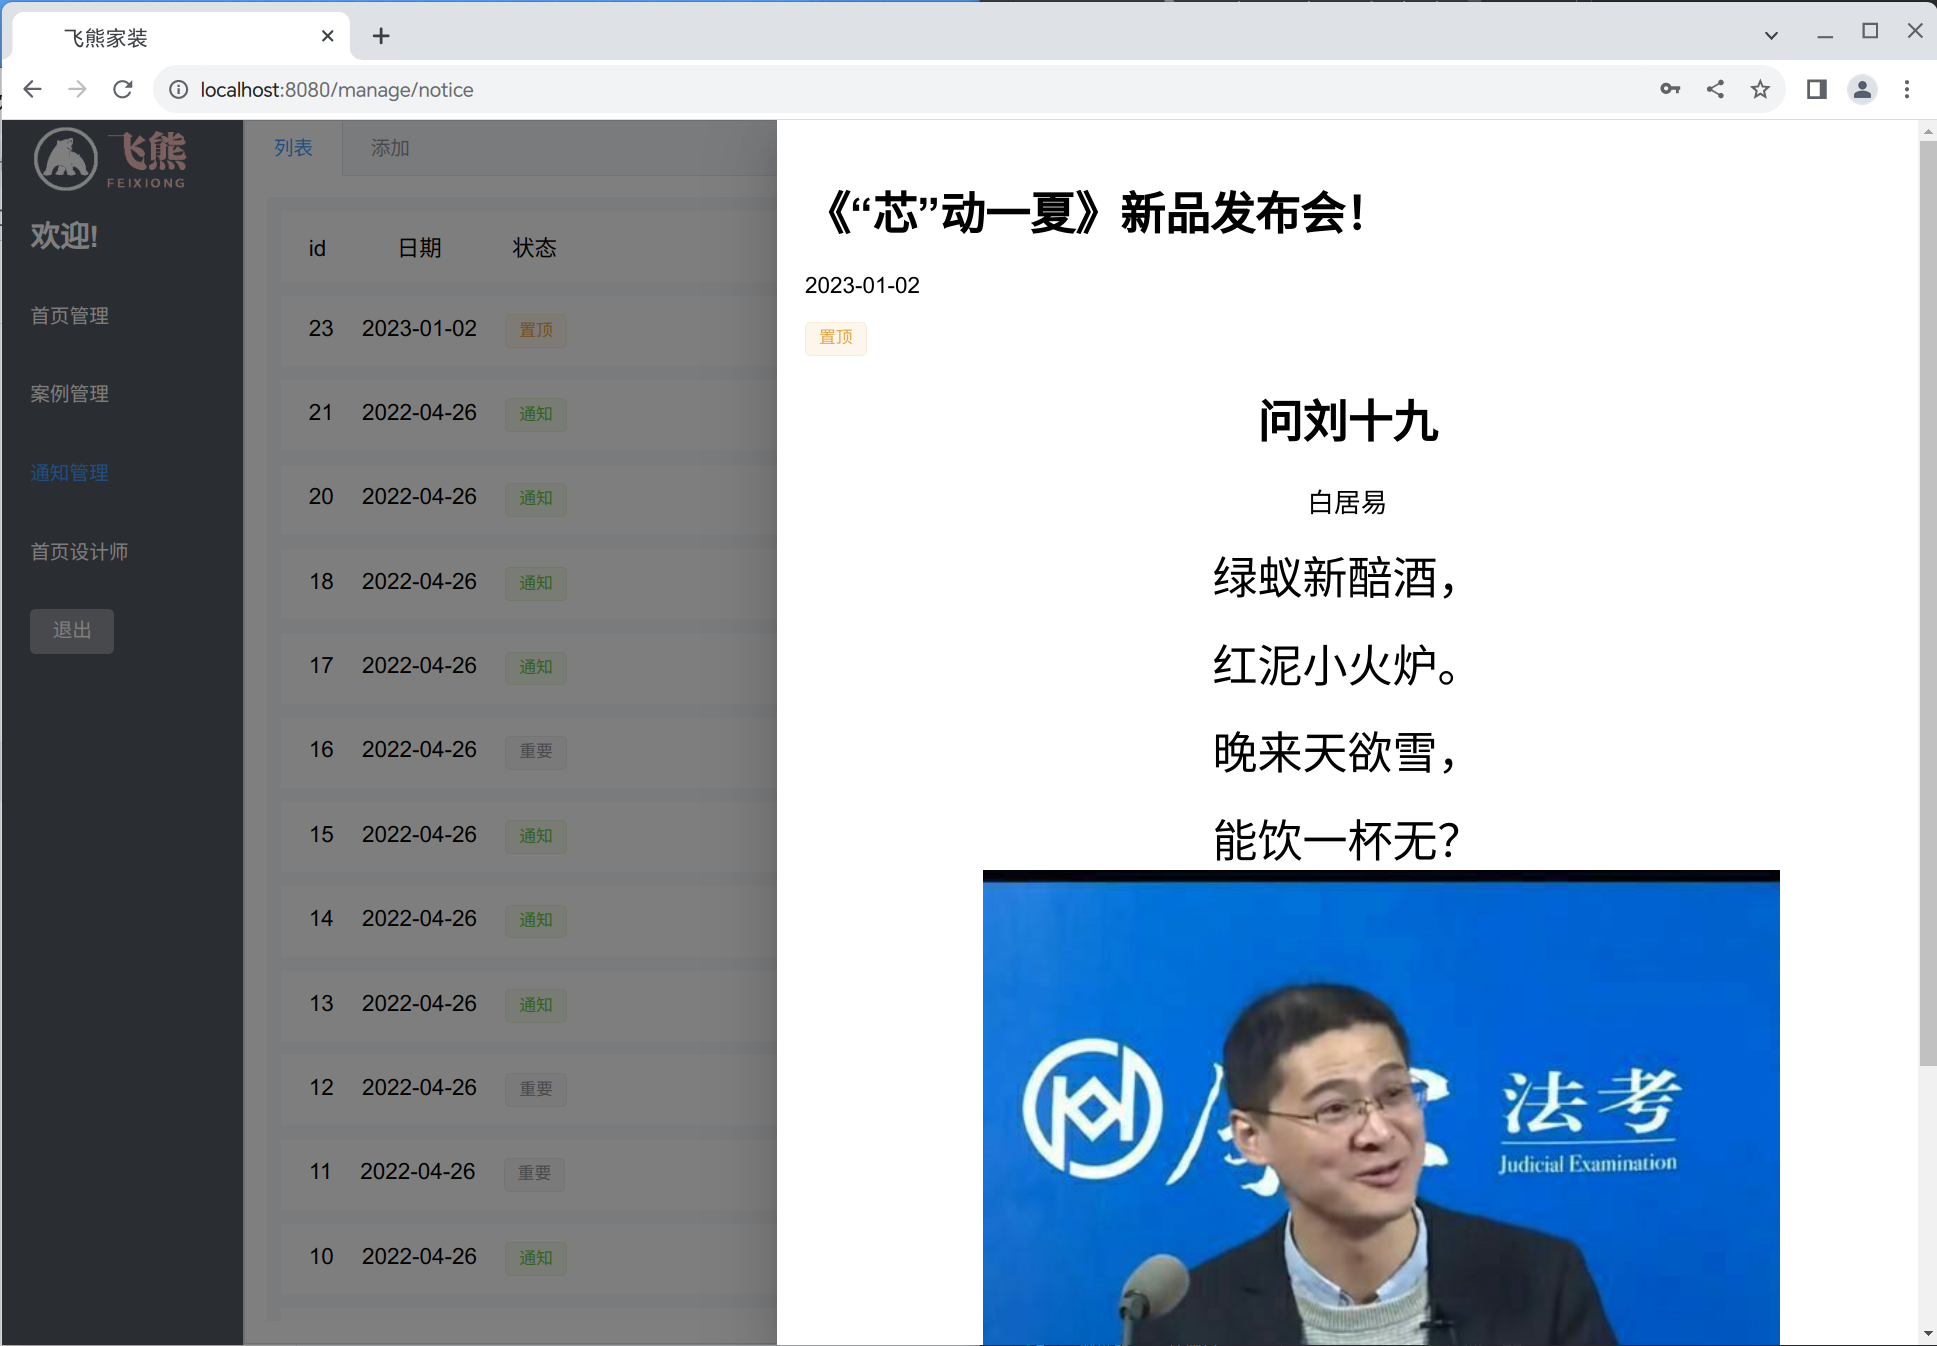 飞熊家装
localhost:8080/manage/notice
飞熊
FEIXIONG
欢迎!
首页管理
案例管理
通知管理
首页设计师
退出
列表 添加
id 日期 状态
23 2023-01-02 置顶
21 2022-04-26 通知
20 2022-04-26 通知
18 2022-04-26 通知
17 2022-04-26 通知
16 2022-04-26 重要
15 2022-04-26 通知
14 2022-04-26 通知
13 2022-04-26 通知
12 2022-04-26 重要
11 2022-04-26 重要
10 2022-04-26 通知
《“芯”动一夏》新品发布会！
2023-01-02
置顶
问刘十九
白居易
绿蚁新醅酒，
红泥小火炉。
晚来天欲雪，
能饮一杯无？
法考
Judicial Examination